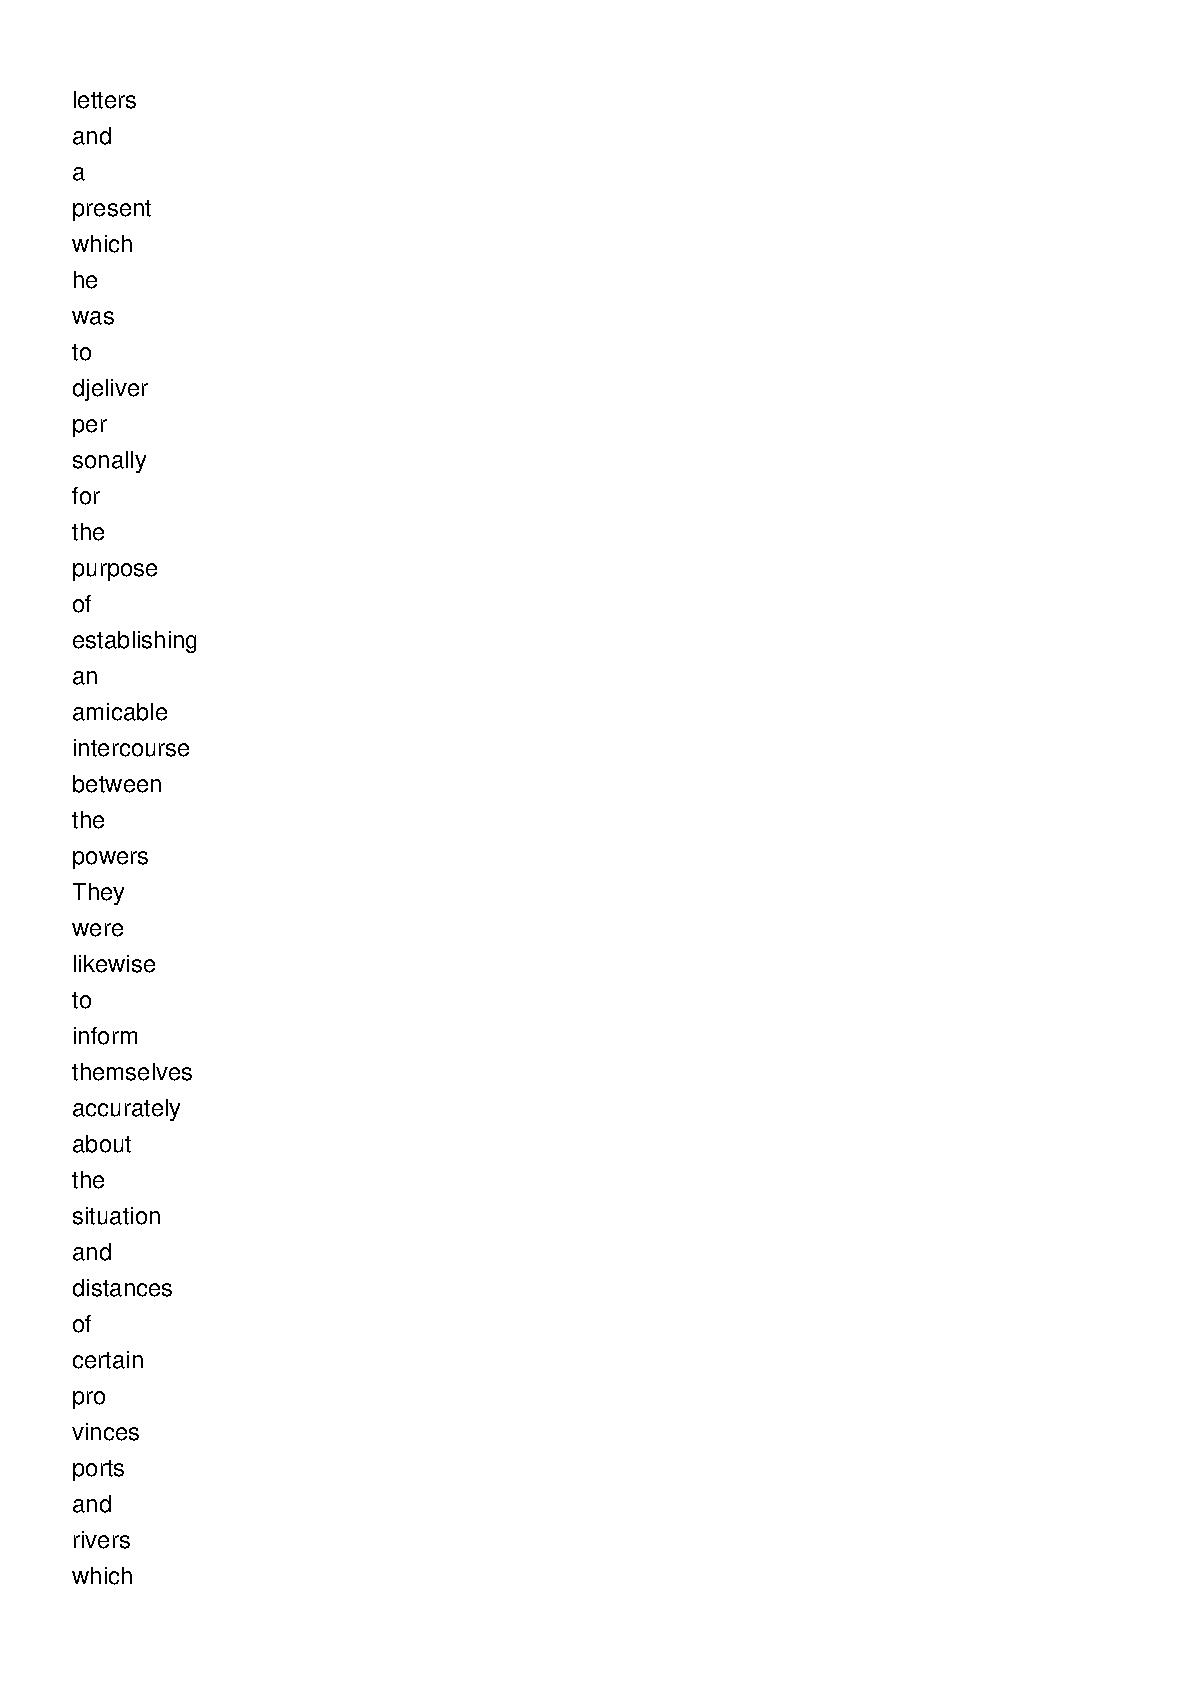 letters
and
a
present
which
he
was
to
djeliver
per
sonally
for
the
purpose
of
establishing
an
amicable
intercourse
between
the
powers
They
were
likewise
to
inform
themselves
accurately
about
the
situation
and
distances
of
certain
pro
vinces
ports
and
rivers
which